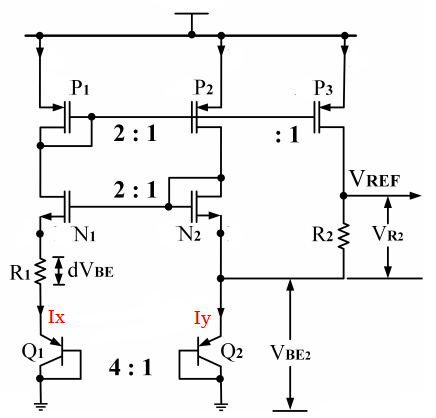 P1 P2 P3
2 : 1 : 1
2 : 1
VREF
N1 N2 R2 VR2
R1 dVBE
Ix Iy
Q1 4 : 1 Q2 VBE2